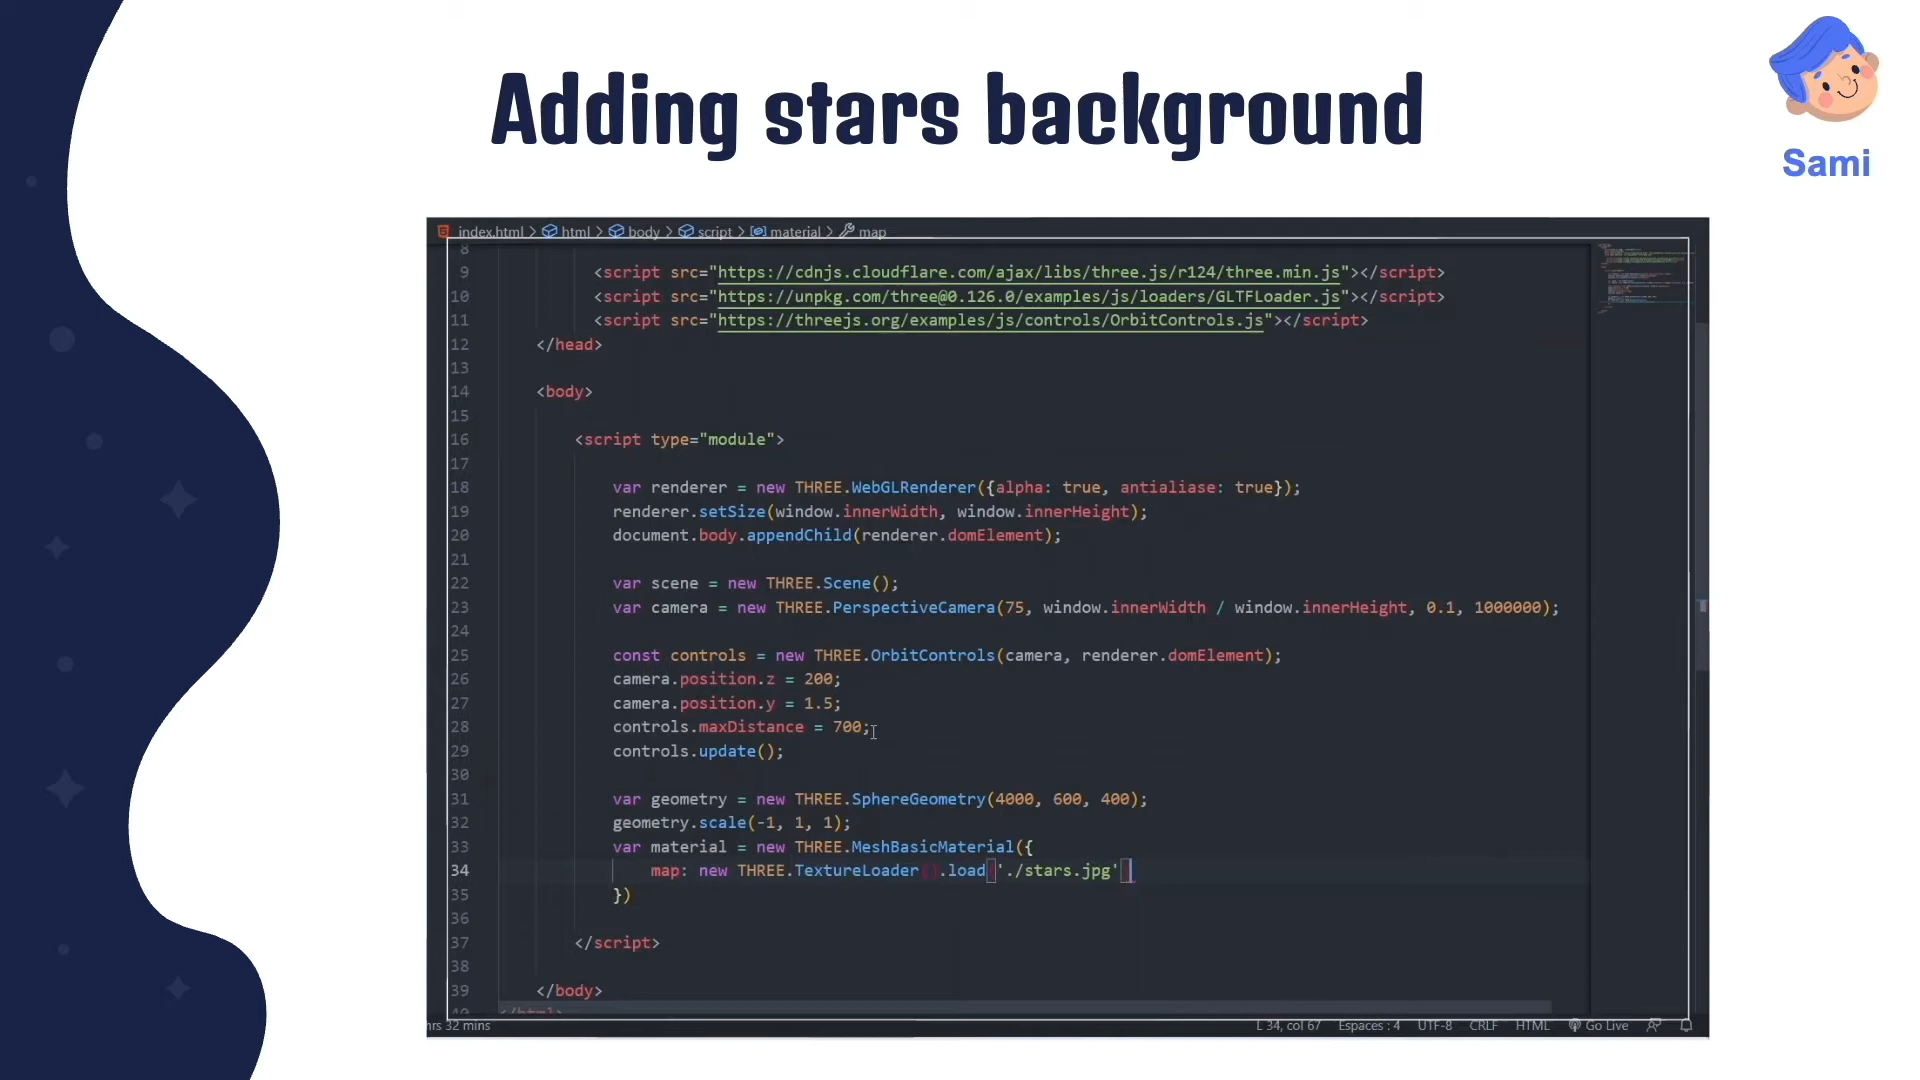 Adding stars background
Sami
index.html > html > body > script > material > map
8
9 <script src="https://cdnjs.cloudflare.com/ajax/libs/three.js/r124/three.min.js"></script>
10 <script src="https://unpkg.com/three@0.126.0/examples/js/loaders/GLTFLoader.js"></script>
11 <script src="https://threejs.org/examples/js/controls/OrbitControls.js"></script>
12 </head>
13
14 <body>
15
16 <script type="module">
17
18 var renderer = new THREE.WebGLRenderer({alpha: true, antialiase: true});
19 renderer.setSize(window.innerWidth, window.innerHeight);
20 document.body.appendChild(renderer.domElement);
21
22 var scene = new THREE.Scene();
23 var camera = new THREE.PerspectiveCamera(75, window.innerWidth / window.innerHeight, 0.1, 1000000);
24
25 const controls = new THREE.OrbitControls(camera, renderer.domElement);
26 camera.position.z = 200;
27 camera.position.y = 1.5;
28 controls.maxDistance = 700;
29 controls.update();
30
31 var geometry = new THREE.SphereGeometry(4000, 600, 400);
32 geometry.scale(-1, 1, 1);
33 var material = new THREE.MeshBasicMaterial({
34 map: new THREE.TextureLoader().load('./stars.jpg')
35 })
36
37 </script>
38
39 </body>
40 </html>
hrs 32 mins L 34, col 67 Espaces : 4 UTF-8 CRLF HTML Go Live